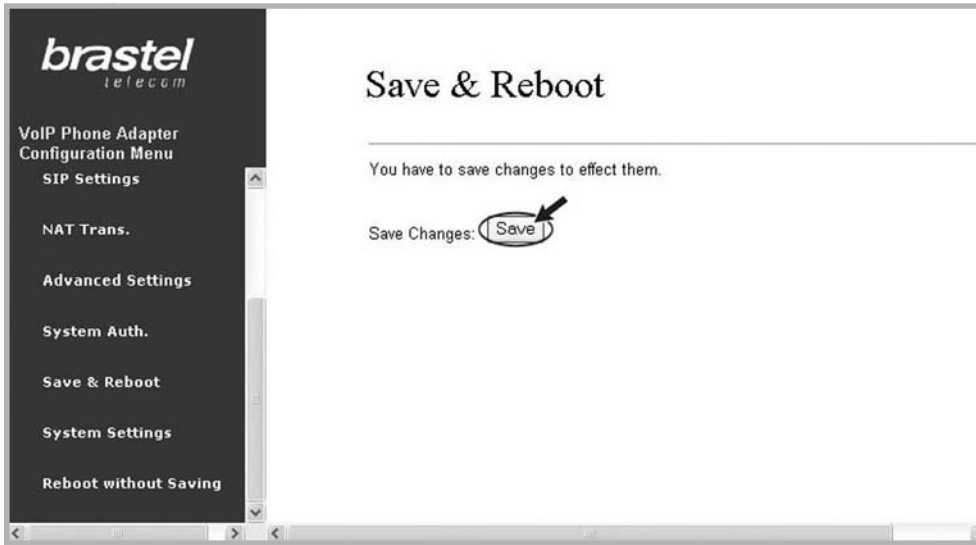 brastel
telecom
VoIP Phone Adapter
Configuration Menu
SIP Settings
NAT Trans.
Advanced Settings
System Auth.
Save & Reboot
System Settings
Reboot without Saving
Save & Reboot
You have to save changes to effect them.
Save Changes: Save